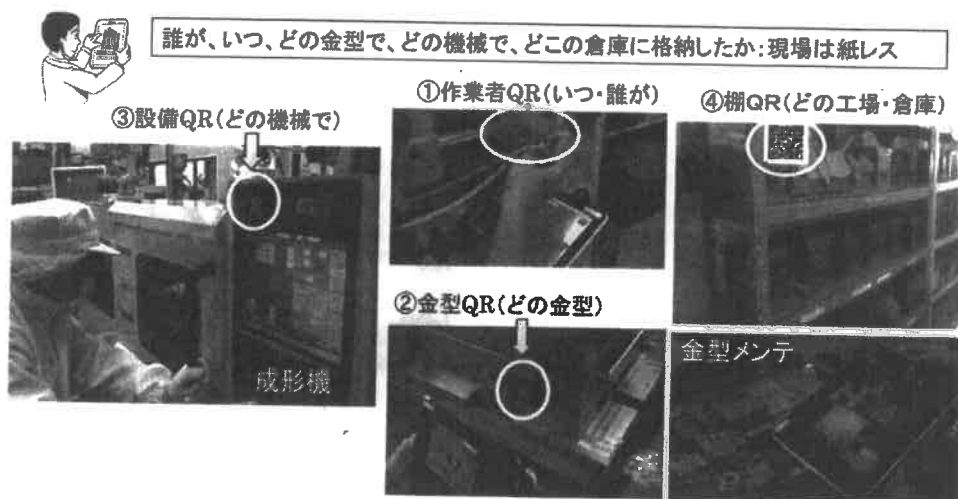 誰が、いつ、どの金型で、どの機械で、どこの倉庫に格納したか:現場は紙レス
①作業者QR(いつ・誰が)
④棚QR(どの工場・倉庫)
③設備QR(どの機械で)
②金型QR(どの金型)
金型メンテ
成形機